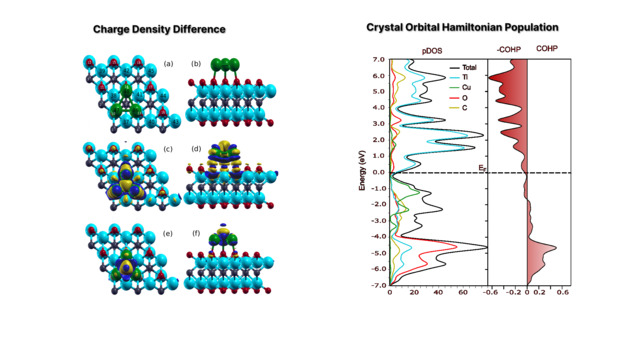 Charge Density Difference
(a)
(b)
(c)
(d)
(e)
(f)
Crystal Orbital Hamiltonian Population
pDOS
-COHP
COHP
7.0
6.0
5.0
4.0
3.0
2.0
1.0
0.0
-1.0
-2.0
-3.0
-4.0
-5.0
-6.0
-7.0
Energy (eV)
Total
Ti
Cu
O
C
EF
0 20 40 60
-0.6 -0.2 0 0.2 0.6